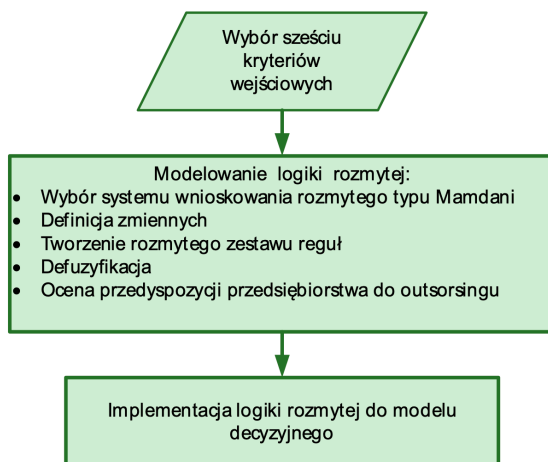 Wybór sześciu
kryteriów
wejściowych
Modelowanie logiki rozmytej:
• Wybór systemu wnioskowania rozmytego typu Mamdani
• Definicja zmiennych
• Tworzenie rozmytego zestawu reguł
• Defuzyfikacja
• Ocena przedyspozycji przedsiębiorstwa do outsorsingu
Implementacja logiki rozmytej do modelu
decyzyjnego